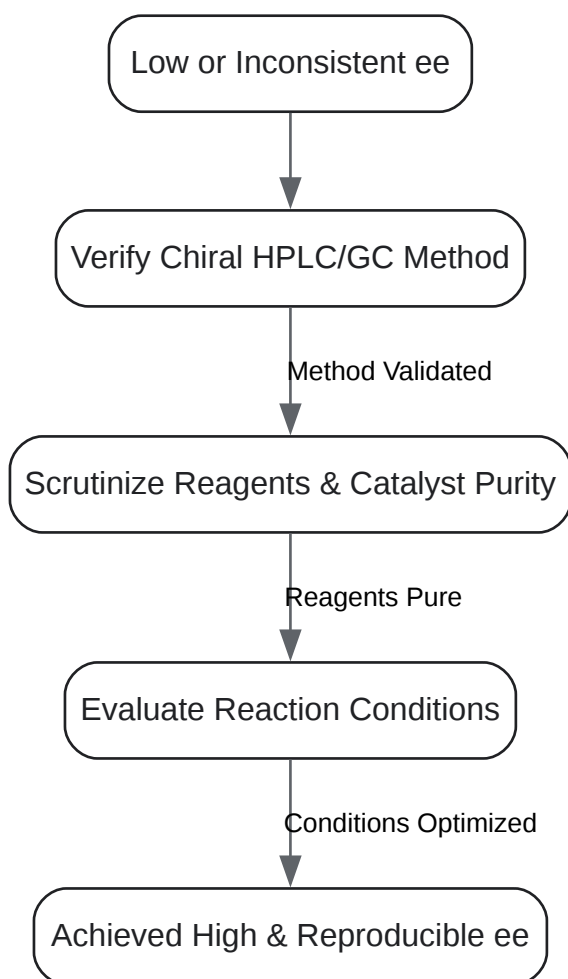 Low or Inconsistent ee
Verify Chiral HPLC/GC Method
Method Validated
Scrutinize Reagents & Catalyst Purity
Reagents Pure
Evaluate Reaction Conditions
Conditions Optimized
Achieved High & Reproducible ee